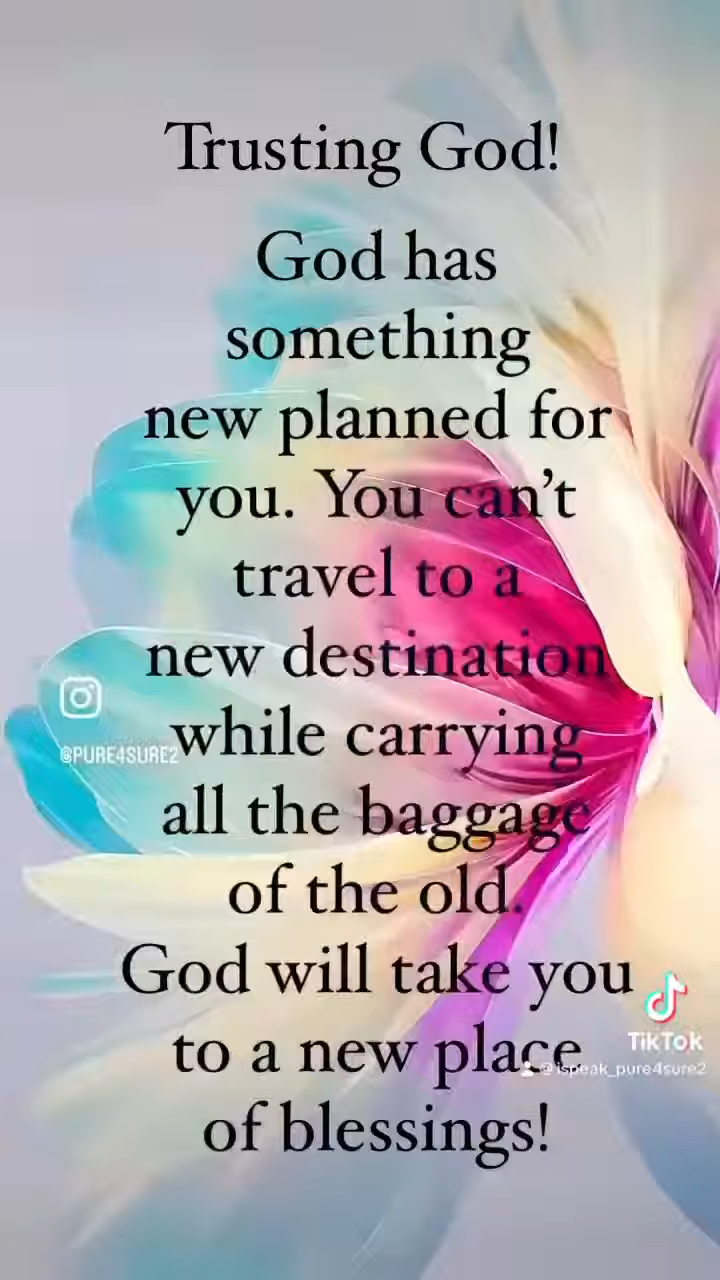 Trusting God!
God has
something
new planned for
you. You can't
travel to a
new destination
@PURE4SURE2
while carrying
all the baggage
of the old.
God will take you
TikTok
to a new place
@ispeak_pure4sure2
of blessings!